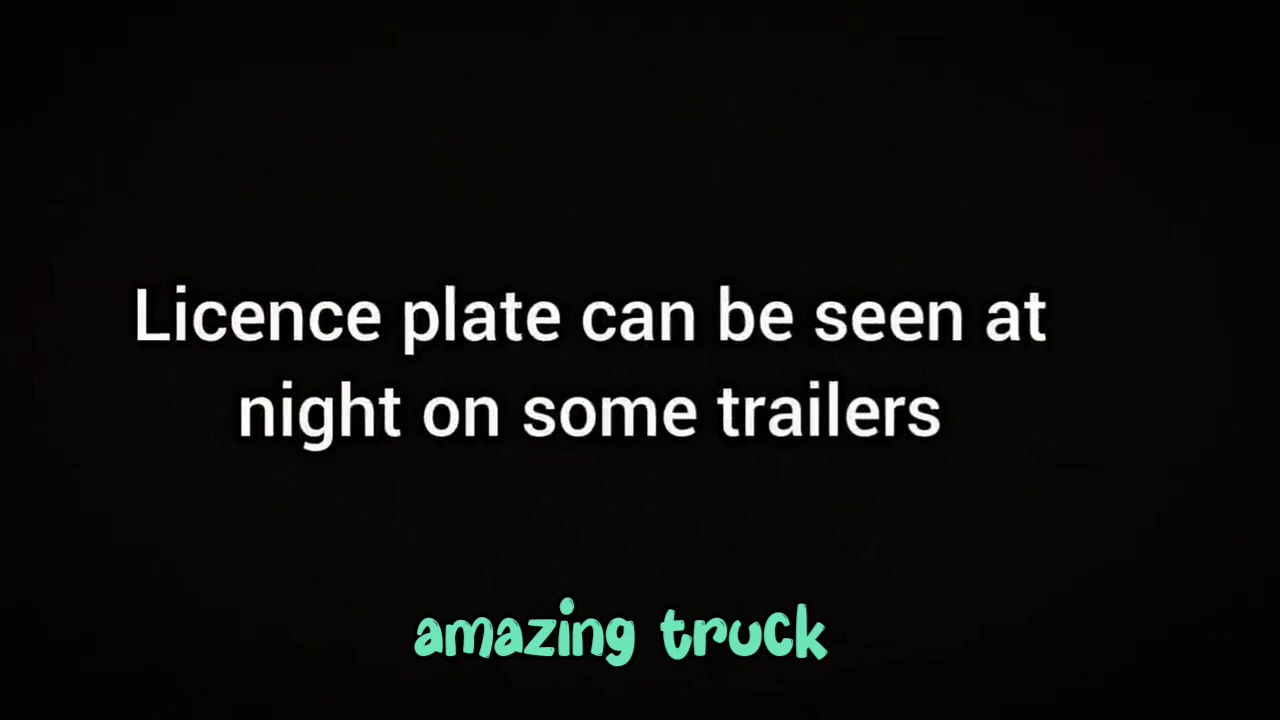 Licence plate can be seen at
night on some trailers
amazing truck